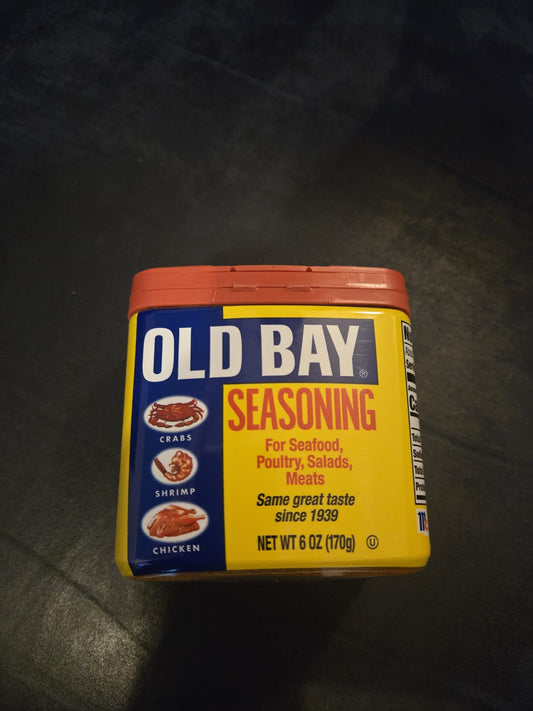 OLD BAY®
SEASONING
CRABS
SHRIMP
CHICKEN
For Seafood,
Poultry, Salads,
Meats
Same great taste
since 1939
NET WT 6 OZ (170g) U